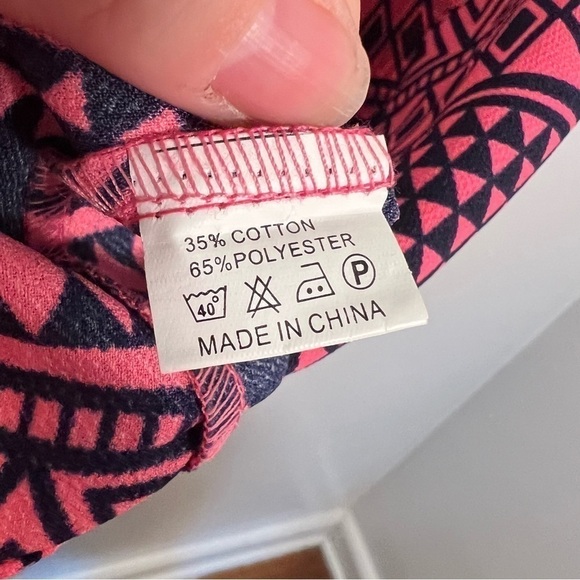 35% COTTON
65%POLYESTER
40° P
MADE IN CHINA